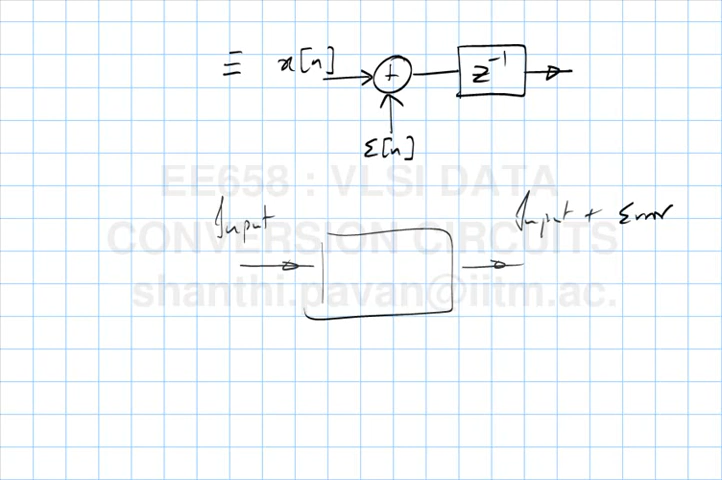 ≡ x[n] + z⁻¹
Σ[n]
EE658 : VLSI DATA
Input Input + Error
CONVERSION CIRCUITS
shanthi.pavan@iitm.ac.